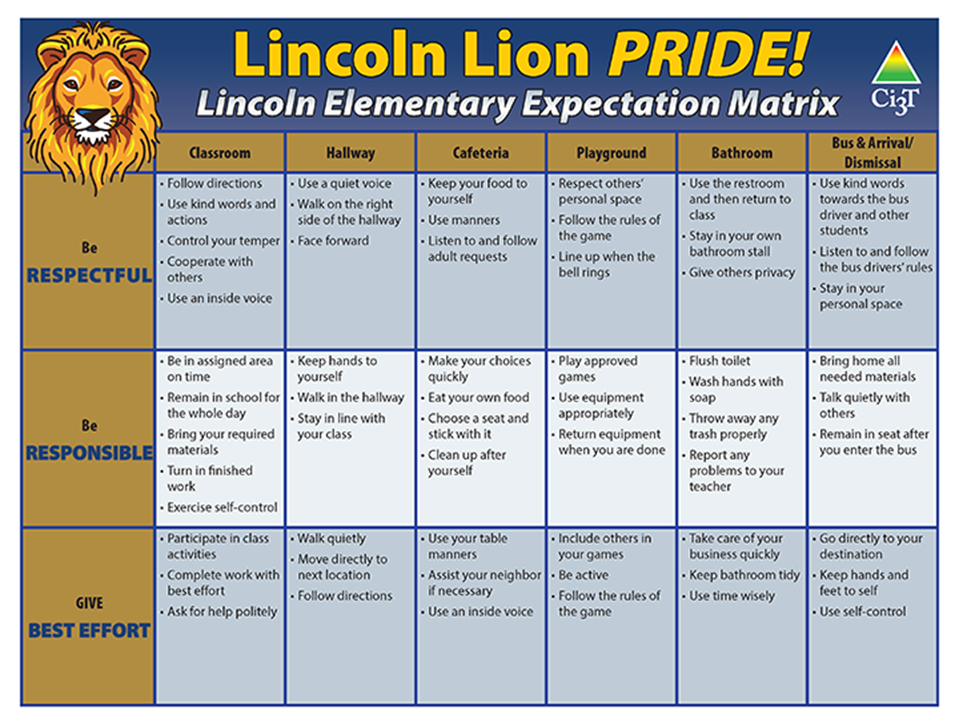 Lincoln Lion PRIDE!
Lincoln Elementary Expectation Matrix
Ci3T
Classroom
Hallway
Cafeteria
Playground
Bathroom
Bus & Arrival/
Dismissal
Be
RESPECTFUL
• Follow directions
• Use kind words and
actions
• Control your temper
• Cooperate with
others
• Use an inside voice
• Use a quiet voice
• Walk on the right
side of the hallway
• Face forward
• Keep your food to
yourself
• Use manners
• Listen to and follow
adult requests
• Respect others'
personal space
• Follow the rules of
the game
• Line up when the
bell rings
• Use the restroom
and then return to
class
• Stay in your own
bathroom stall
• Give others privacy
• Use kind words
towards the bus
driver and other
students
• Listen to and follow
the bus drivers' rules
• Stay in your
personal space
Be
RESPONSIBLE
• Be in assigned area
on time
• Remain in school for
the whole day
• Bring your required
materials
• Turn in finished
work
• Exercise self-control
• Keep hands to
yourself
• Walk in the hallway
• Stay in line with
your class
• Make your choices
quickly
• Eat your own food
• Choose a seat and
stick with it
• Clean up after
yourself
• Play approved
games
• Use equipment
appropriately
• Return equipment
when you are done
• Flush toilet
• Wash hands with
soap
• Throw away any
trash properly
• Report any
problems to your
teacher
• Bring home all
needed materials
• Talk quietly with
others
• Remain in seat after
you enter the bus
GIVE
BEST EFFORT
• Participate in class
activities
• Complete work with
best effort
• Ask for help politely
• Walk quietly
• Move directly to
next location
• Follow directions
• Use your table
manners
• Assist your neighbor
if necessary
• Use an inside voice
• Include others in
your games
• Be active
• Follow the rules of
the game
• Take care of your
business quickly
• Keep bathroom tidy
• Use time wisely
• Go directly to your
destination
• Keep hands and
feet to self
• Use self-control